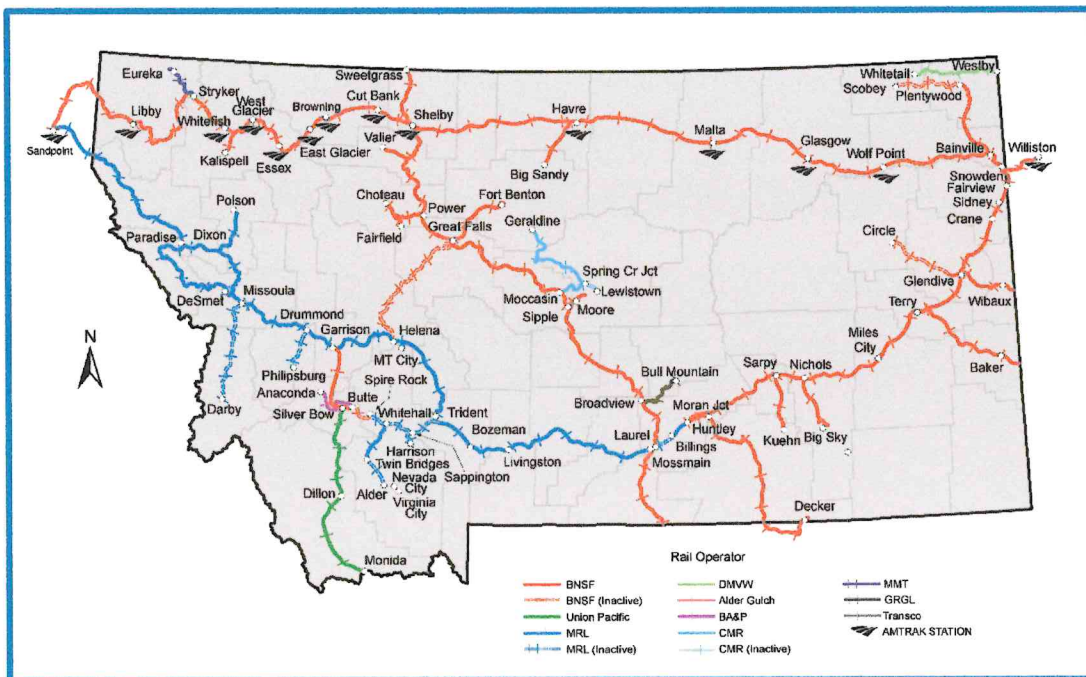 Eureka
Sweetgrass
Whitetail
Westby
Stryker
Scobey
Plentywood
West
Glacier
Browning
Cut Bank
Libby
Shelby
Havre
Whitefish
Valier
Malta
Glasgow
Sandpoint
Kalispell
Essex
East Glacier
Wolf Point
Bainville
Williston
Big Sandy
Snowden
Choteau
Fort Benton
Fairview
Polson
Sidney
Power
Geraldine
Crane
Paradise
Dixon
Fairfield
Great Falls
Circle
Spring Cr Jct
Glendive
DeSmet
Missoula
Moccasin
Lewistown
Wibaux
Sipple
Moore
Terry
Drummond
Garrison
Helena
Miles
City
N
MT City
Sarpy
Nichols
Baker
Philipsburg
Spire Rock
Bull Mountain
Anaconda
Butte
Darby
Silver Bow
Whitehall
Trident
Broadview
Moran Jct
Bozeman
Laurel
Huntley
Kuehn
Big Sky
Harrison
Billings
Twin Bridges
Livingston
Mossmain
Sappington
Nevada
City
Dillon
Alder
Virginia
City
Decker
Monida
Rail Operator
BNSF
BNSF (Inactive)
Union Pacific
MRL
MRL (Inactive)
DMVW
Alder Gulch
BA&P
CMR
CMR (Inactive)
MMT
GRGL
Transco
AMTRAK STATION